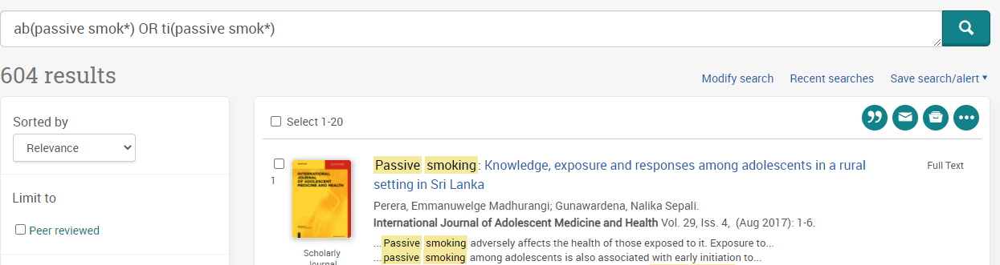 ab(passive smok*) OR ti(passive smok*)
604 results
Modify search Recent searches Save search/alert
Sorted by
Relevance
Limit to
Peer reviewed
Select 1-20
1
INTERNATIONAL
JOURNAL
OF ADOLESCENT
MEDICINE AND HEALTH
Scholarly
Journal
Passive smoking: Knowledge, exposure and responses among adolescents in a rural
setting in Sri Lanka
Full Text
Perera, Emmanuwelge Madhurangi; Gunawardena, Nalika Sepali.
International Journal of Adolescent Medicine and Health Vol. 29, Iss. 4, (Aug 2017): 1-6.
...Passive smoking adversely affects the health of those exposed to it. Exposure to...
...passive smoking among adolescents is also associated with early initiation to...